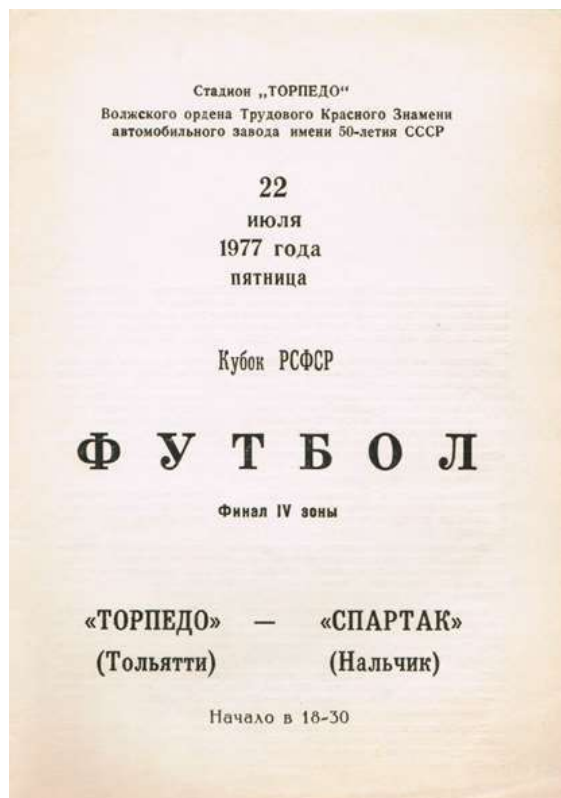 Стадион „ТОРПЕДО“
Волжского ордена Трудового Красного Знамени
автомобильного завода имени 50-летия СССР
22
июля
1977 года
пятница
Кубок РСФСР
ФУТБОЛ
Финал IV зоны
«ТОРПЕДО» — «СПАРТАК»
(Тольятти) (Нальчик)
Начало в 18-30